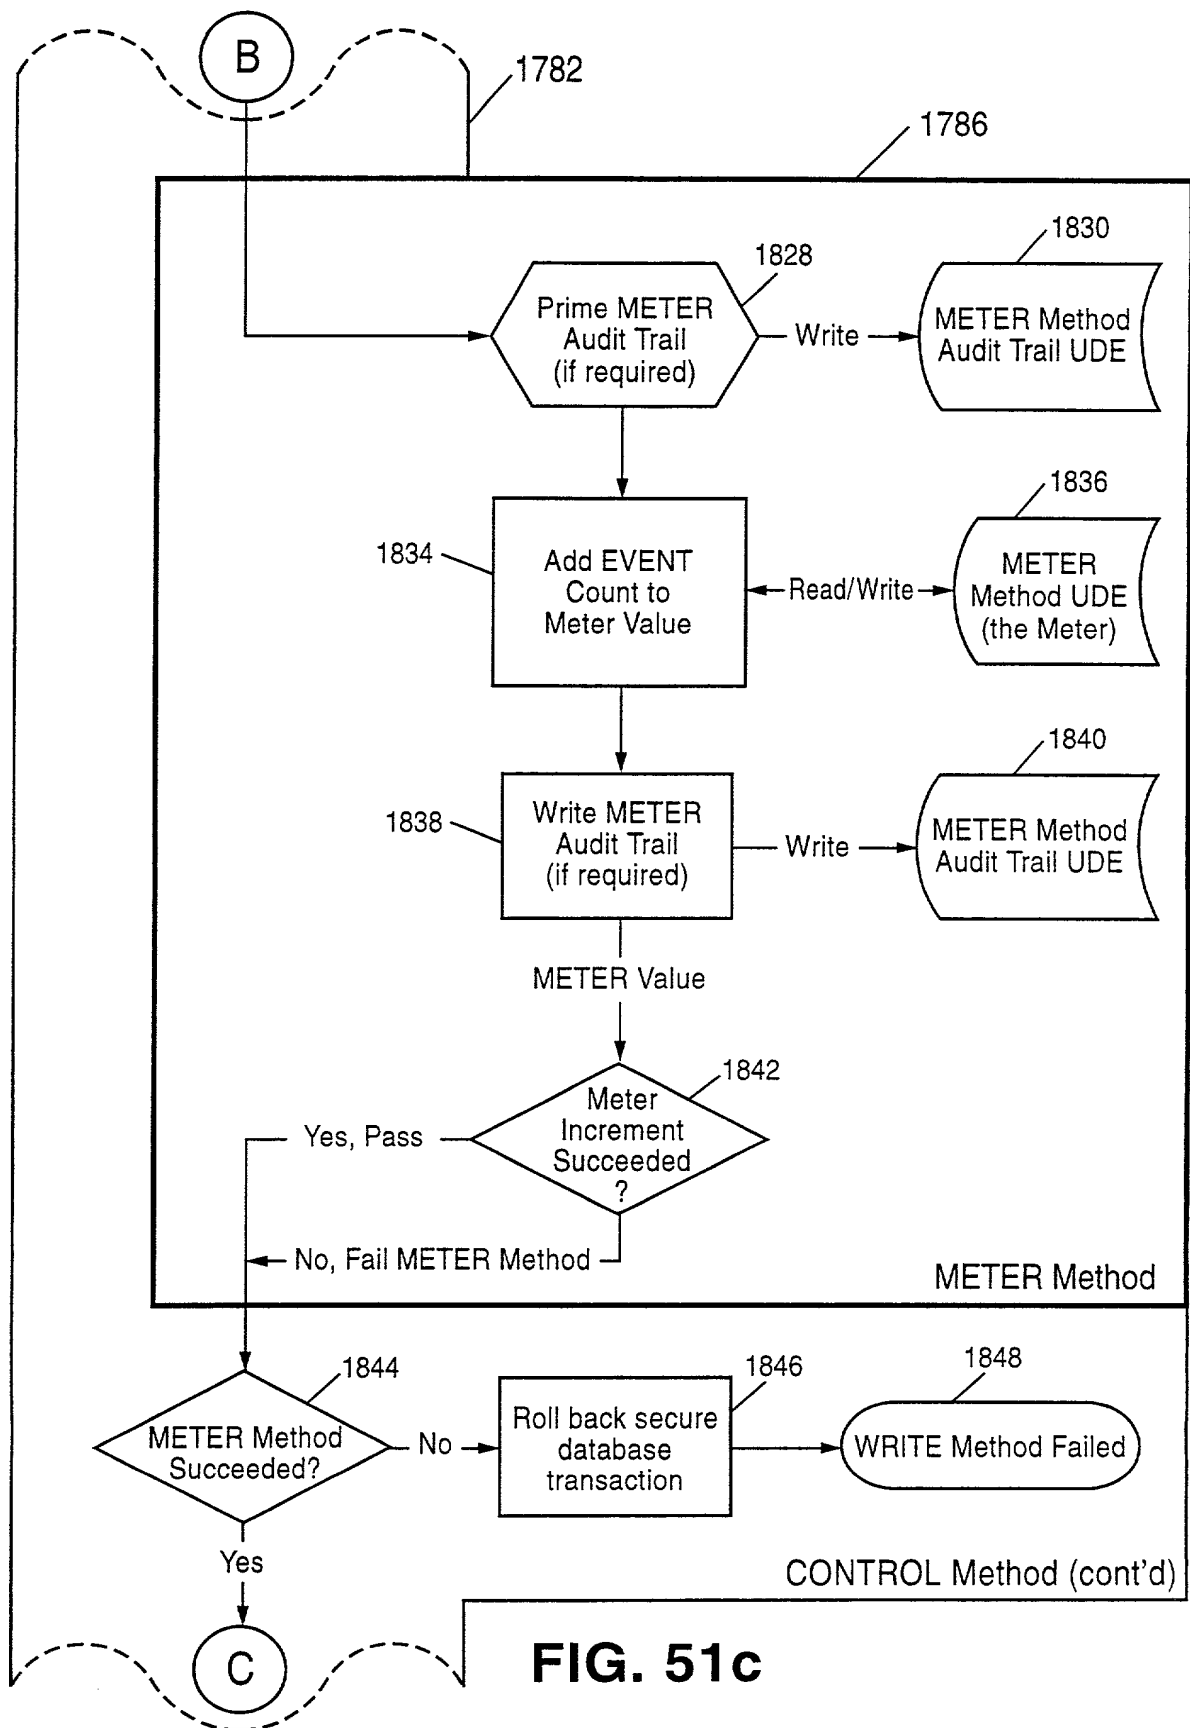 B
1782
1786
1828
1830
Prime METER
Audit Trail
(if required)
Write
METER Method
Audit Trail UDE
1834
1836
Add EVENT
Count to
Meter Value
Read/Write
METER
Method UDE
(the Meter)
1838
1840
Write METER
Audit Trail
(if required)
Write
METER Method
Audit Trail UDE
METER Value
1842
Meter
Increment
Succeeded
?
Yes, Pass
No, Fail METER Method
METER Method
1844
1846
1848
METER Method
Succeeded?
No
Roll back secure
database
transaction
WRITE Method Failed
Yes
CONTROL Method (cont'd)
C
FIG. 51c